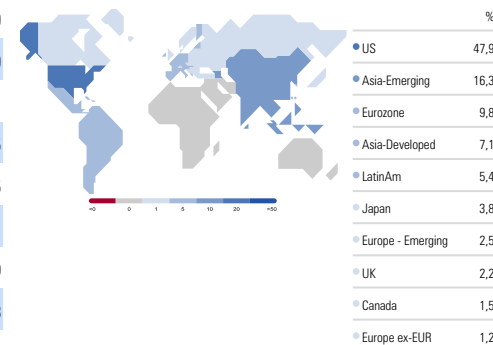 %
US 47,9
Asia-Emerging 16,3
Eurozone 9,8
Asia-Developed 7,1
LatinAm 5,4
Japan 3,8
Europe - Emerging 2,5
UK 2,2
Canada 1,5
Europe ex-EUR 1,2
<0 0 1 5 10 20 >50